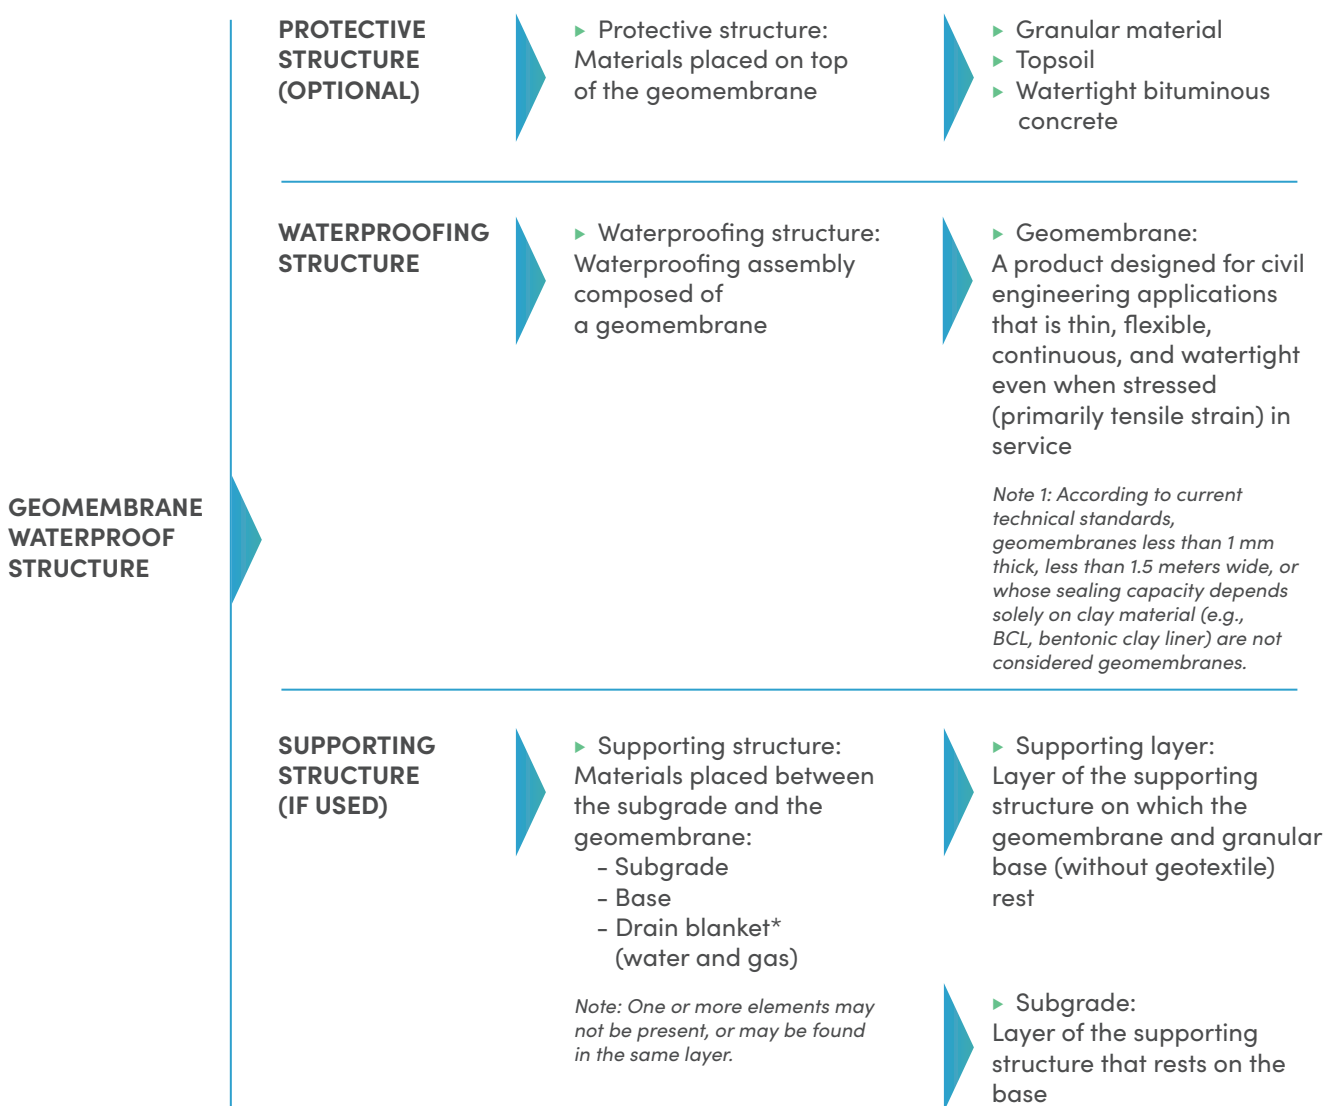 GEOMEMBRANE
WATERPROOF
STRUCTURE
PROTECTIVE
STRUCTURE
(OPTIONAL)
▸ Protective structure:
Materials placed on top
of the geomembrane
▸ Granular material
▸ Topsoil
▸ Watertight bituminous
concrete
WATERPROOFING
STRUCTURE
▸ Waterproofing structure:
Waterproofing assembly
composed of
a geomembrane
▸ Geomembrane:
A product designed for civil
engineering applications
that is thin, flexible,
continuous, and watertight
even when stressed
(primarily tensile strain) in
service
Note 1: According to current
technical standards,
geomembranes less than 1 mm
thick, less than 1.5 meters wide, or
whose sealing capacity depends
solely on clay material (e.g.,
BCL, bentonic clay liner) are not
considered geomembranes.
SUPPORTING
STRUCTURE
(IF USED)
▸ Supporting structure:
Materials placed between
the subgrade and the
geomembrane:
- Subgrade
- Base
- Drain blanket*
(water and gas)
Note: One or more elements may
not be present, or may be found
in the same layer.
▸ Supporting layer:
Layer of the supporting
structure on which the
geomembrane and granular
base (without geotextile)
rest
▸ Subgrade:
Layer of the supporting
structure that rests on the
base